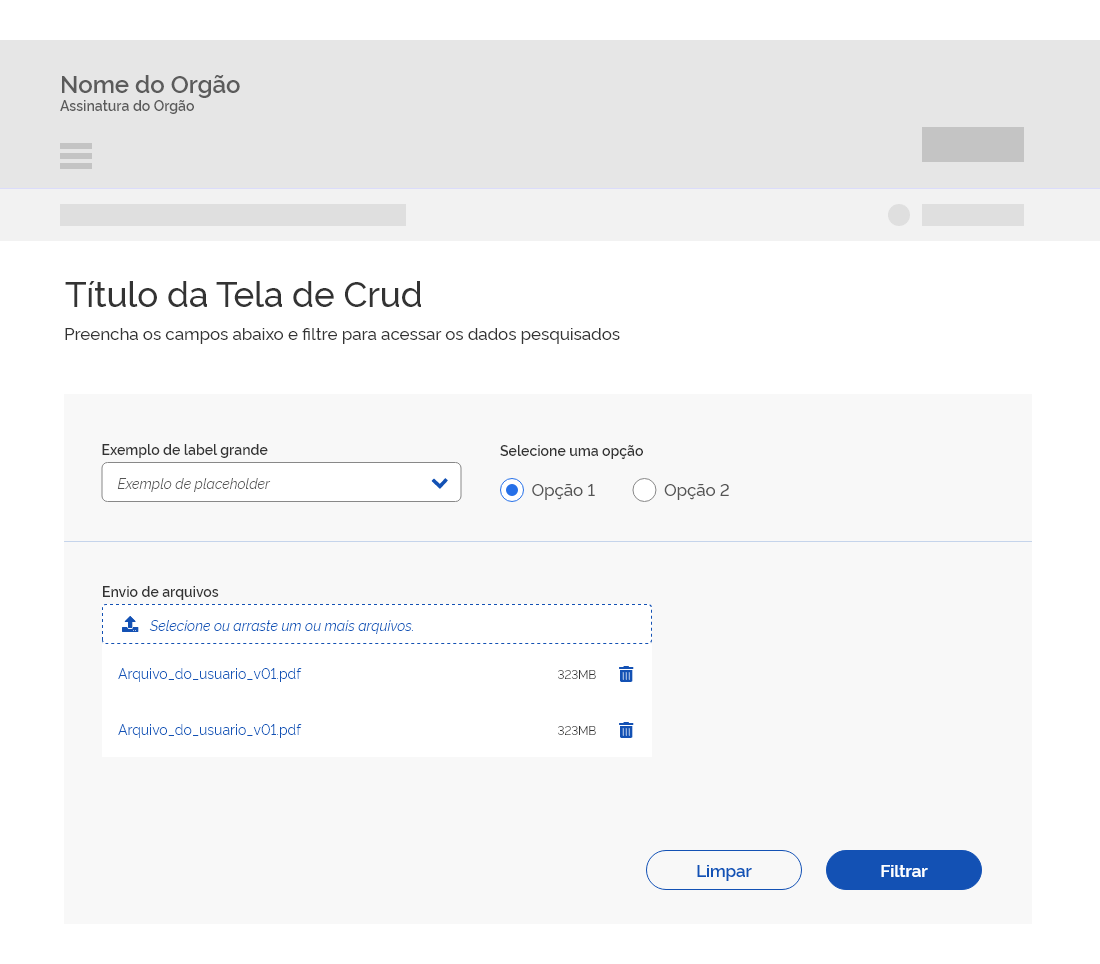 Nome do Orgão
Assinatura do Orgão
Título da Tela de Crud
Preencha os campos abaixo e filtre para acessar os dados pesquisados
Exemplo de label grande
Selecione uma opção
Exemplo de placeholder
Opção 1
Opção 2
Envio de arquivos
Selecione ou arraste um ou mais arquivos.
Arquivo_do_usuario_v01.pdf 323MB
Arquivo_do_usuario_v01.pdf 323MB
Limpar
Filtrar